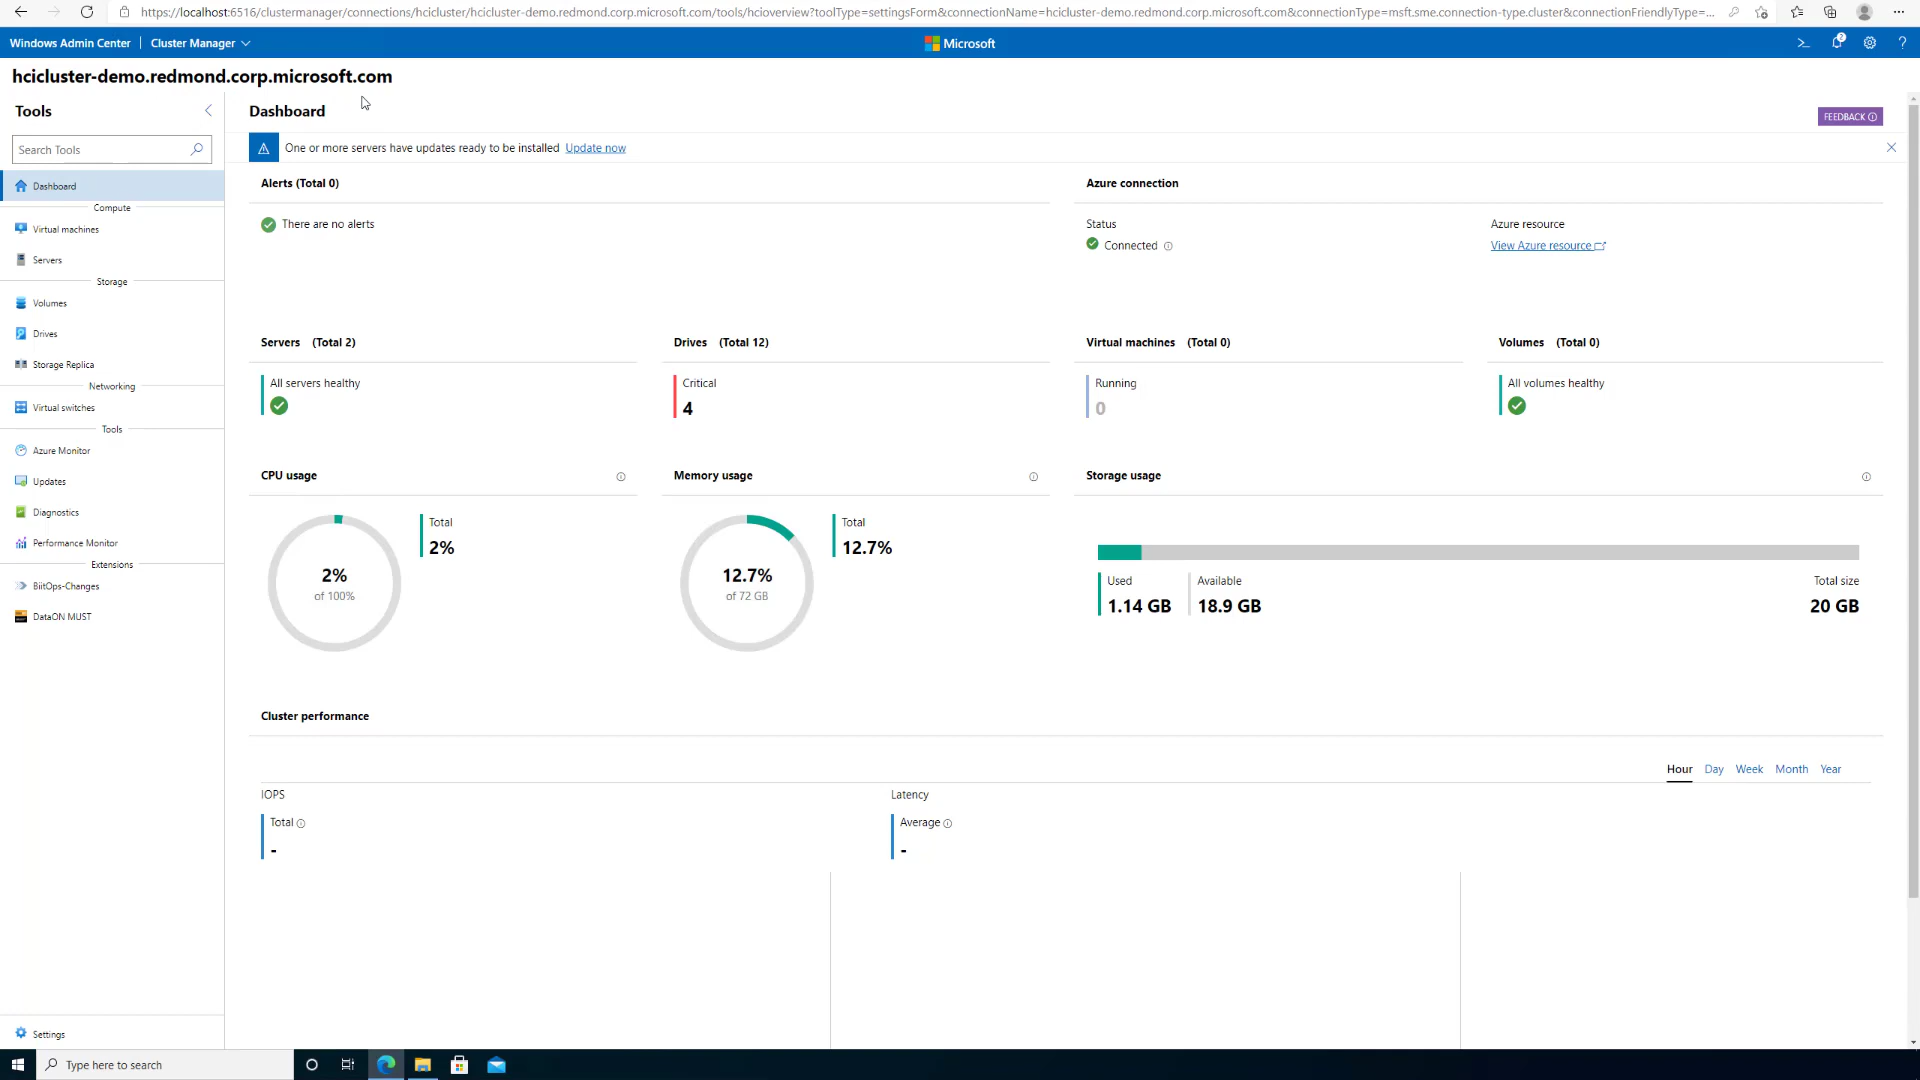 https://localhost:6516/clustermanager/connections/hcicluster/hcicluster-demo.redmond.corp.microsoft.com/tools/hcioverview?toolType=settingsForm&connectionName=hcicluster-demo.redmond.corp.microsoft.com&connectionType=msft.sme.connection-type.cluster&connectionFriendlyType=...
Windows Admin Center
Cluster Manager
Microsoft
2
hcicluster-demo.redmond.corp.microsoft.com
Tools
Dashboard
FEEDBACK
Search Tools
One or more servers have updates ready to be installed Update now
Dashboard
Compute
Virtual machines
Servers
Storage
Volumes
Drives
Storage Replica
Networking
Virtual switches
Tools
Azure Monitor
Updates
Diagnostics
Performance Monitor
Extensions
BiitOps-Changes
DataON MUST
Settings
Alerts (Total 0)
There are no alerts
Azure connection
Status
Connected
Azure resource
View Azure resource
Servers (Total 2)
All servers healthy
Drives (Total 12)
Critical
4
Virtual machines (Total 0)
Running
0
Volumes (Total 0)
All volumes healthy
CPU usage
2%
of 100%
Total
2%
Memory usage
12.7%
of 72 GB
Total
12.7%
Storage usage
Used
1.14 GB
Available
18.9 GB
Total size
20 GB
Cluster performance
Hour Day Week Month Year
IOPS
Total
-
Latency
Average
-
Type here to search